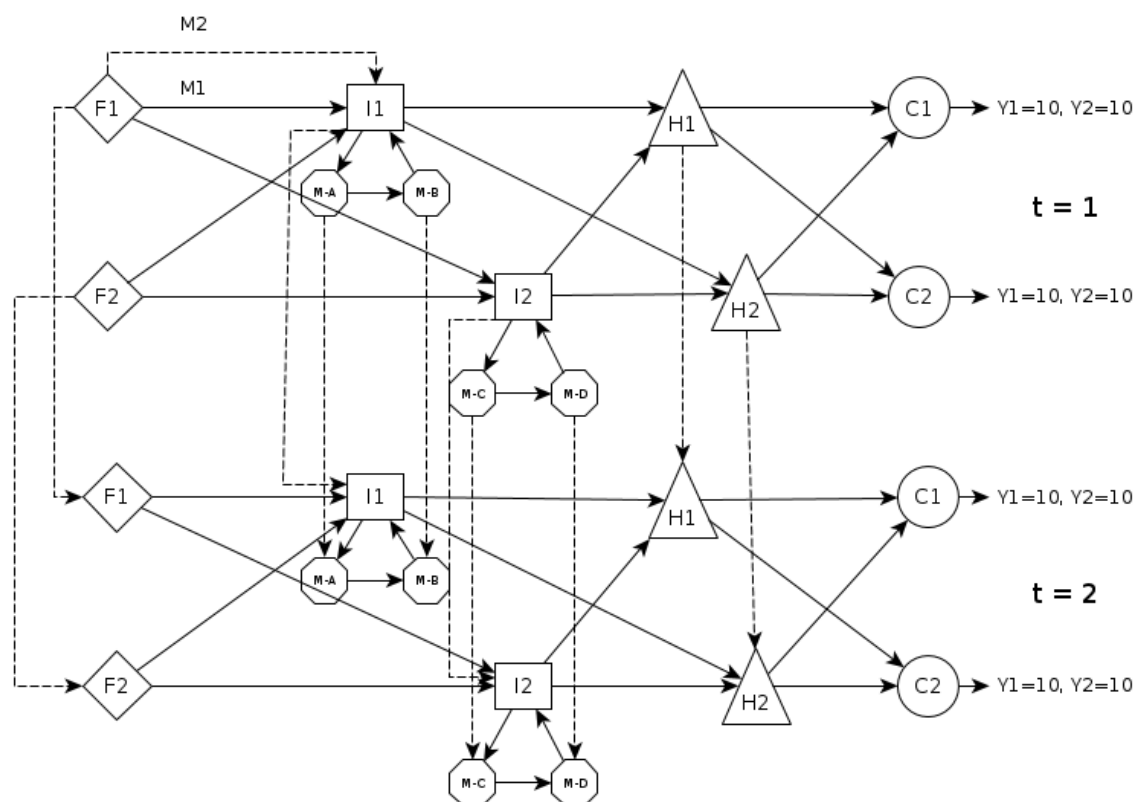 M2
M1
F1
I1
H1
C1
Y1=10, Y2=10
M-A
M-B
t = 1
F2
I2
H2
C2
Y1=10, Y2=10
M-C
M-D
F1
I1
H1
C1
Y1=10, Y2=10
M-A
M-B
t = 2
F2
I2
H2
C2
Y1=10, Y2=10
M-C
M-D